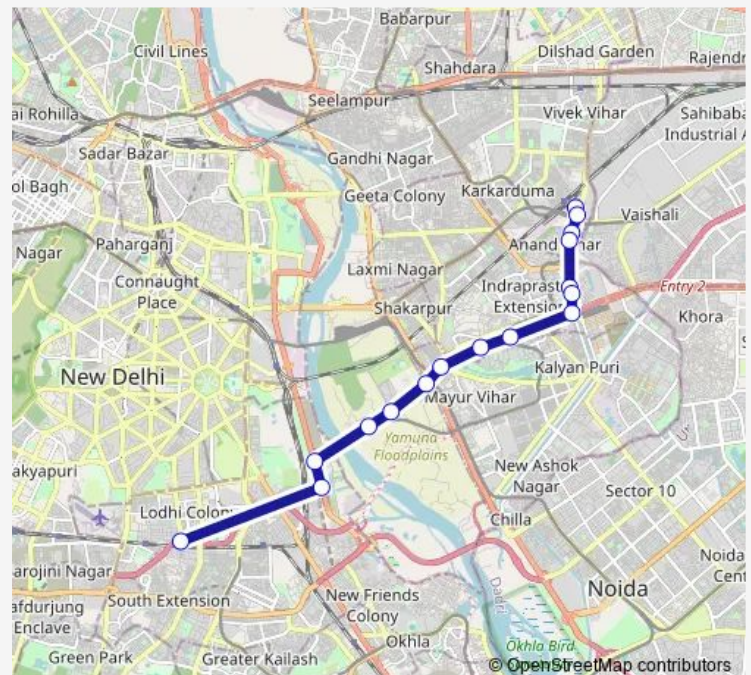 Babarpur
Civil Lines
Dilshad Garden
Shahdara
Rajendr
Seelampur
ai Rohilla
Vivek Vihar
Sahibaba
Industrial A
Sadar Bazar
Gandhi Nagar
ol Bagh
Geeta Colony
Karkarduma
Vaishali
Nagar
Paharganj
Anand
har
Laxmi Nagar
Connaught
Place
Indraprast
Extension
Entry 2
Shakarpur
Khora
New Delhi
Kalyan Puri
Mayur Vihar
Yamuna
Floodplains
akyapuri
New Ashok
Nagar
Sector 10
Lodhi Colon
Chilla
arojini Nagar
Noida
Cent
South Extension
New Friends
Colony
Dadri
Noida
afdurjung
Enclave
Okhla
Green Park
Greater Kailash
Okhla Bird
© OpenStreetMap contributors